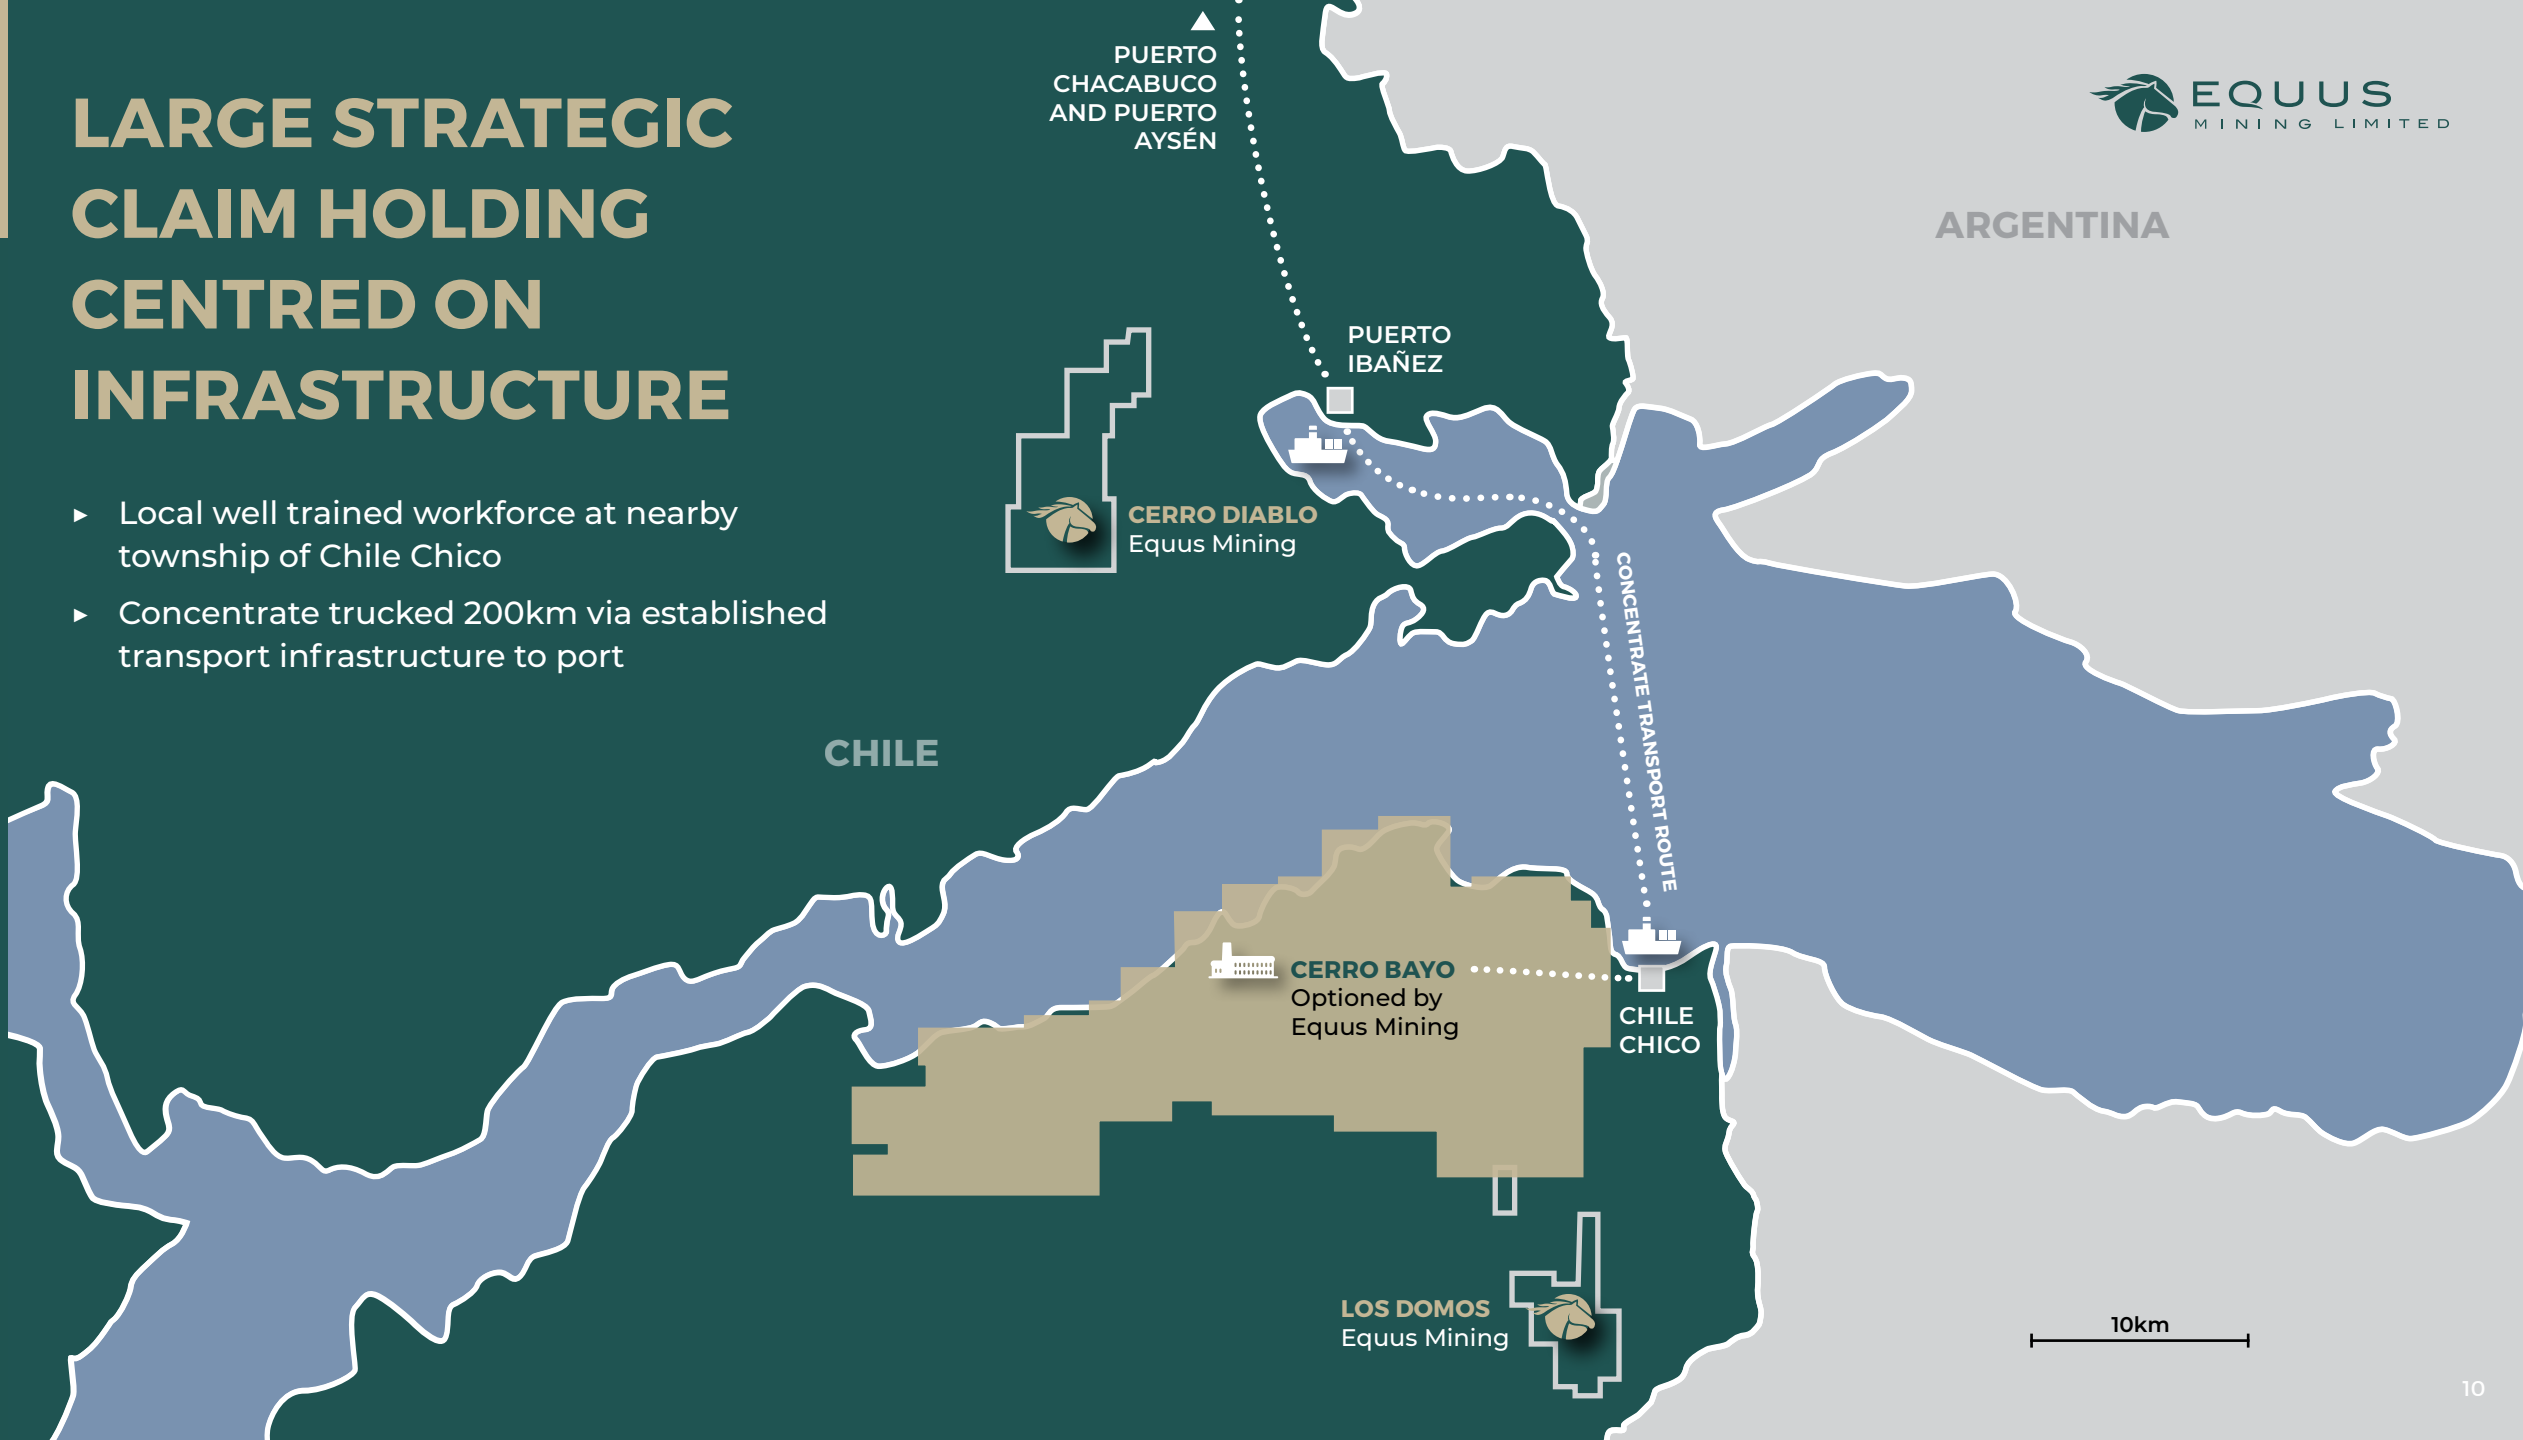 LARGE STRATEGIC
CLAIM HOLDING
CENTRED ON
INFRASTRUCTURE
▸ Local well trained workforce at nearby
township of Chile Chico
▸ Concentrate trucked 200km via established
transport infrastructure to port
PUERTO
CHACABUCO
AND PUERTO
AYSÉN
EQUUS
MINING LIMITED
ARGENTINA
PUERTO
IBAÑEZ
CERRO DIABLO
Equus Mining
CONCENTRATE TRANSPORT ROUTE
CHILE
CERRO BAYO
Optioned by
Equus Mining
CHILE
CHICO
LOS DOMOS
Equus Mining
10km
10